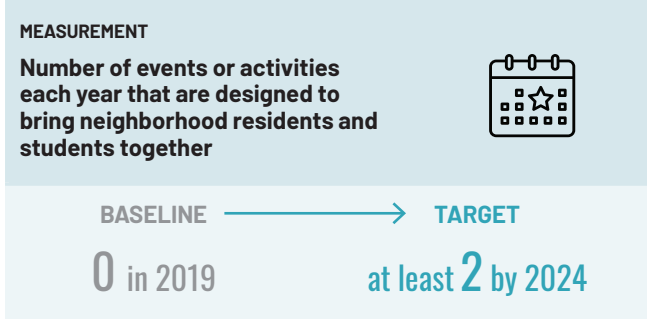 MEASUREMENT
Number of events or activities
each year that are designed to
bring neighborhood residents and
students together
BASELINE TARGET
0 in 2019 at least 2 by 2024